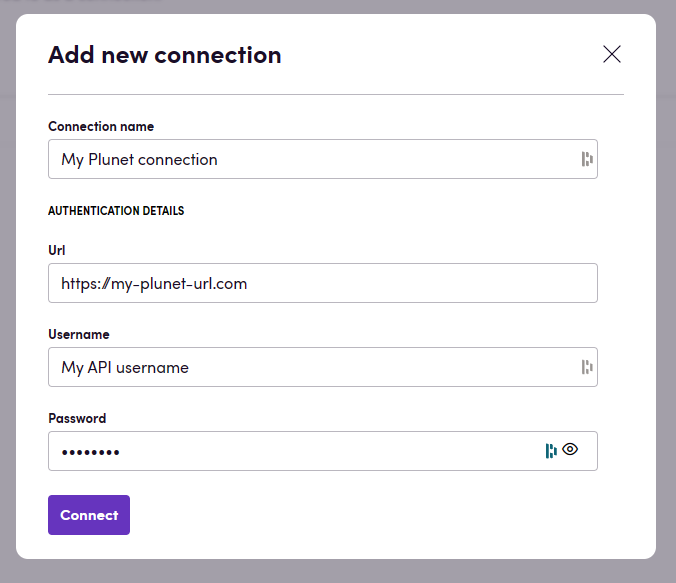 Add new connection
Connection name
My Plunet connection
AUTHENTICATION DETAILS
Url
https://my-plunet-url.com
Username
My API username
Password
••••••••
Connect